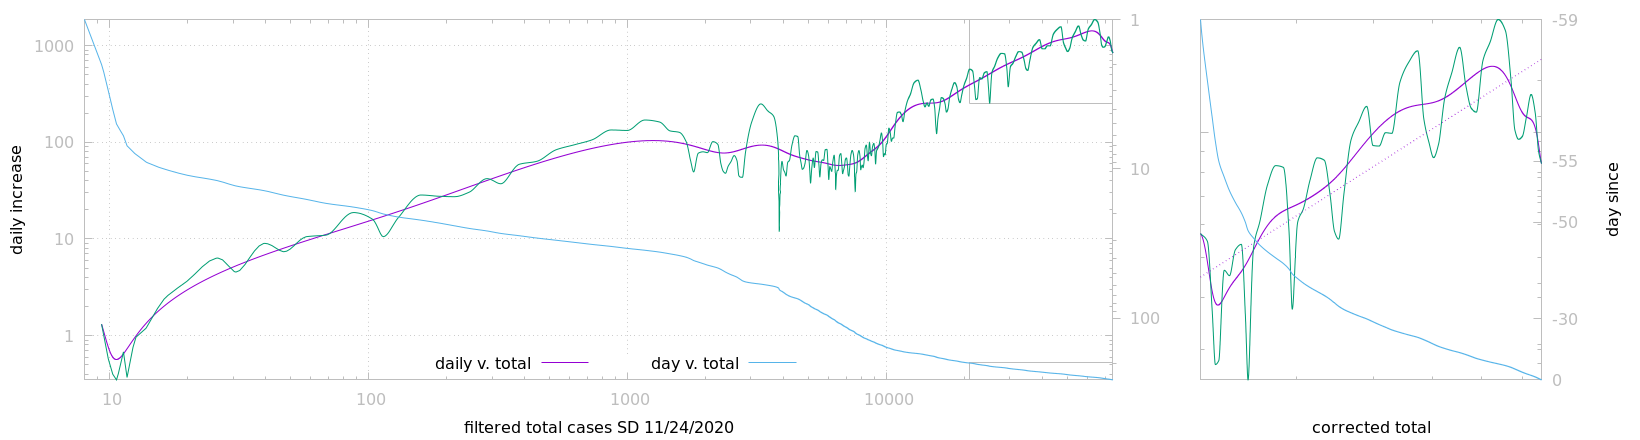 1000
100
10
1
daily increase
10
100
1000
10000
filtered total cases SD 11/24/2020
daily v. total
day v. total
1
10
100
-59
-55
-50
-30
0
day since
corrected total